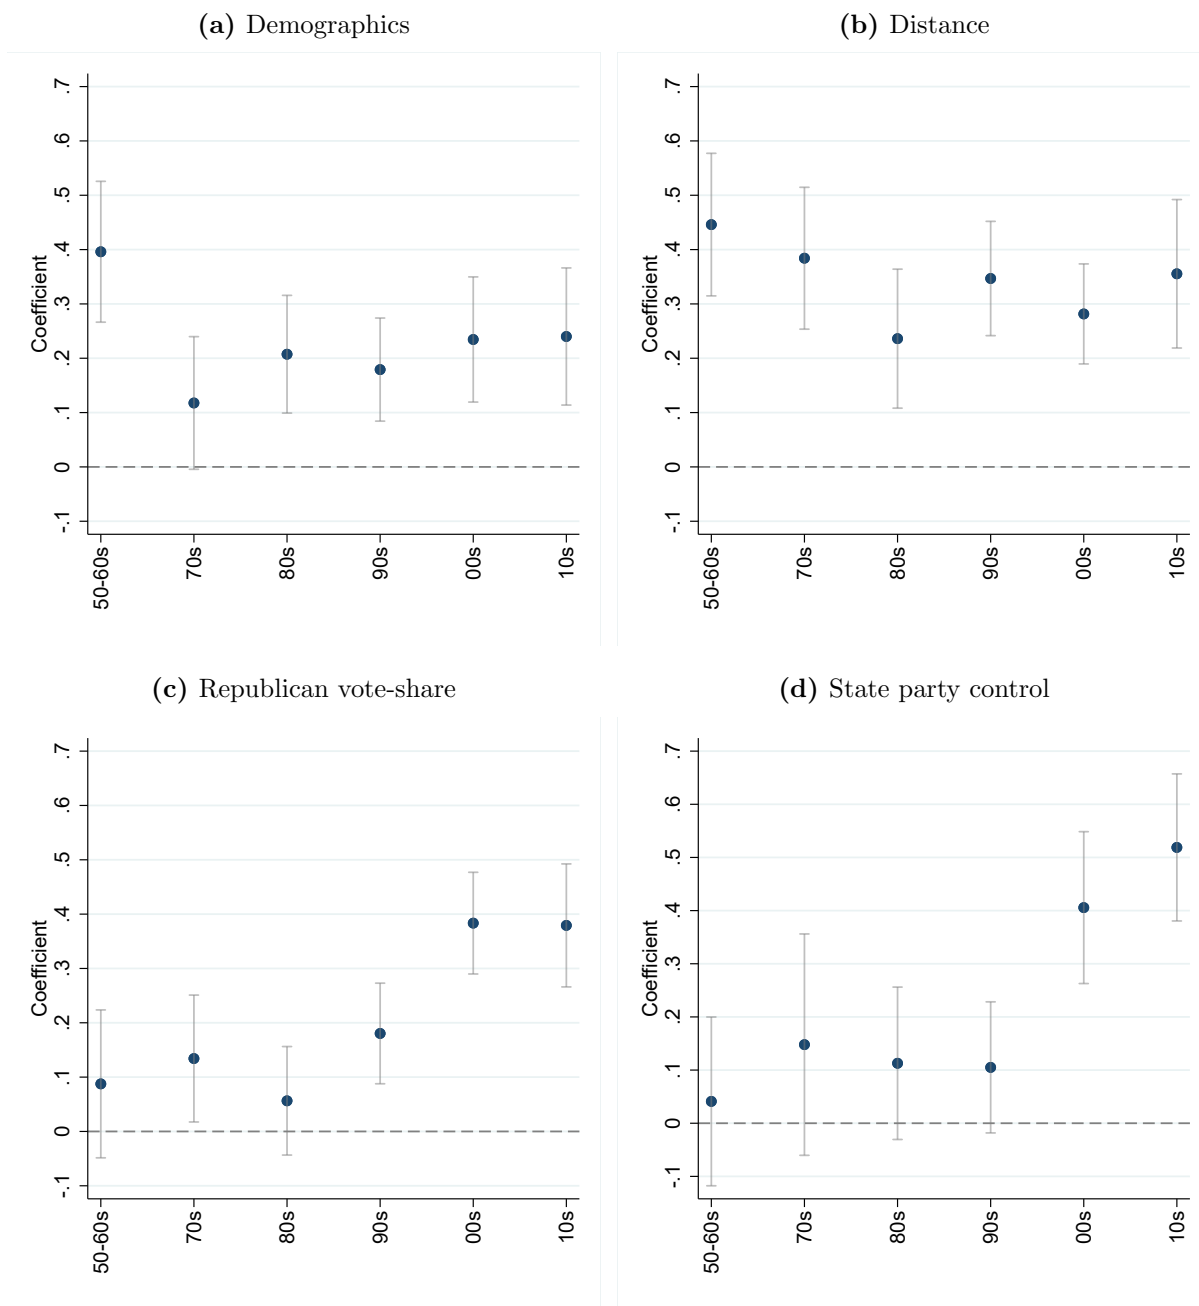 (a) Demographics
(b) Distance
Coefficient
.7
.6
.5
.4
.3
.2
.1
0
-.1
50-60s
70s
80s
90s
00s
10s
Coefficient
.7
.6
.5
.4
.3
.2
.1
0
-.1
50-60s
70s
80s
90s
00s
10s
(c) Republican vote-share
(d) State party control
Coefficient
.7
.6
.5
.4
.3
.2
.1
0
-.1
50-60s
70s
80s
90s
00s
10s
Coefficient
.7
.6
.5
.4
.3
.2
.1
0
-.1
50-60s
70s
80s
90s
00s
10s